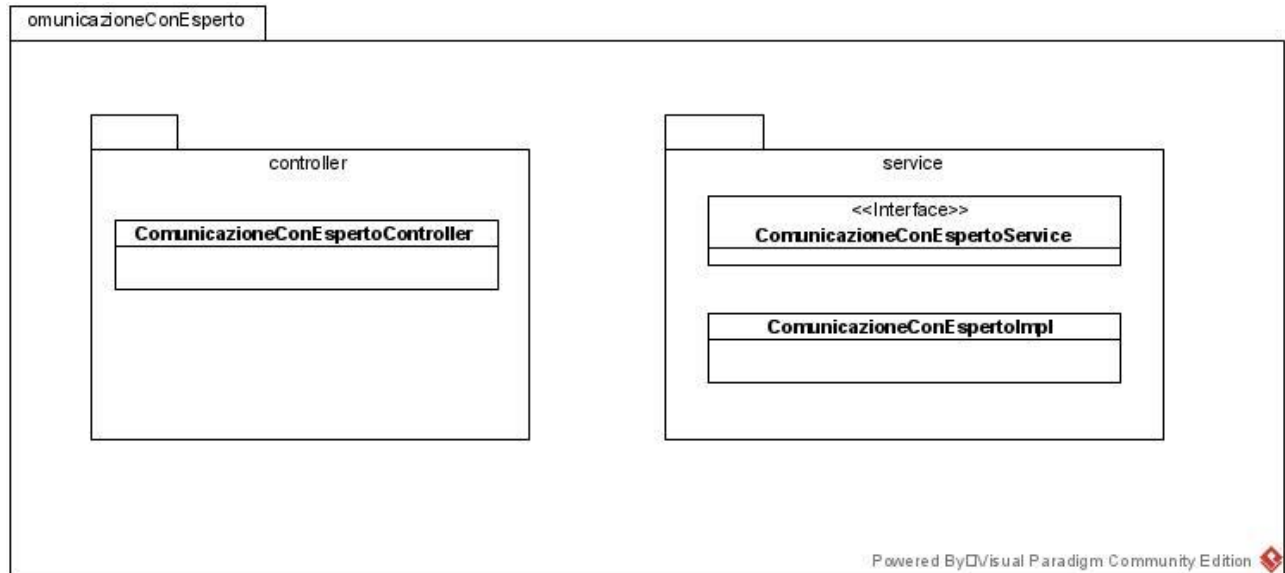 omunicazioneConEsperto
controller
ComunicazioneConEspertoController
service
<<Interface>>
ComunicazioneConEspertoService
ComunicazioneConEspertoImpl
Powered By□Visual Paradigm Community Edition